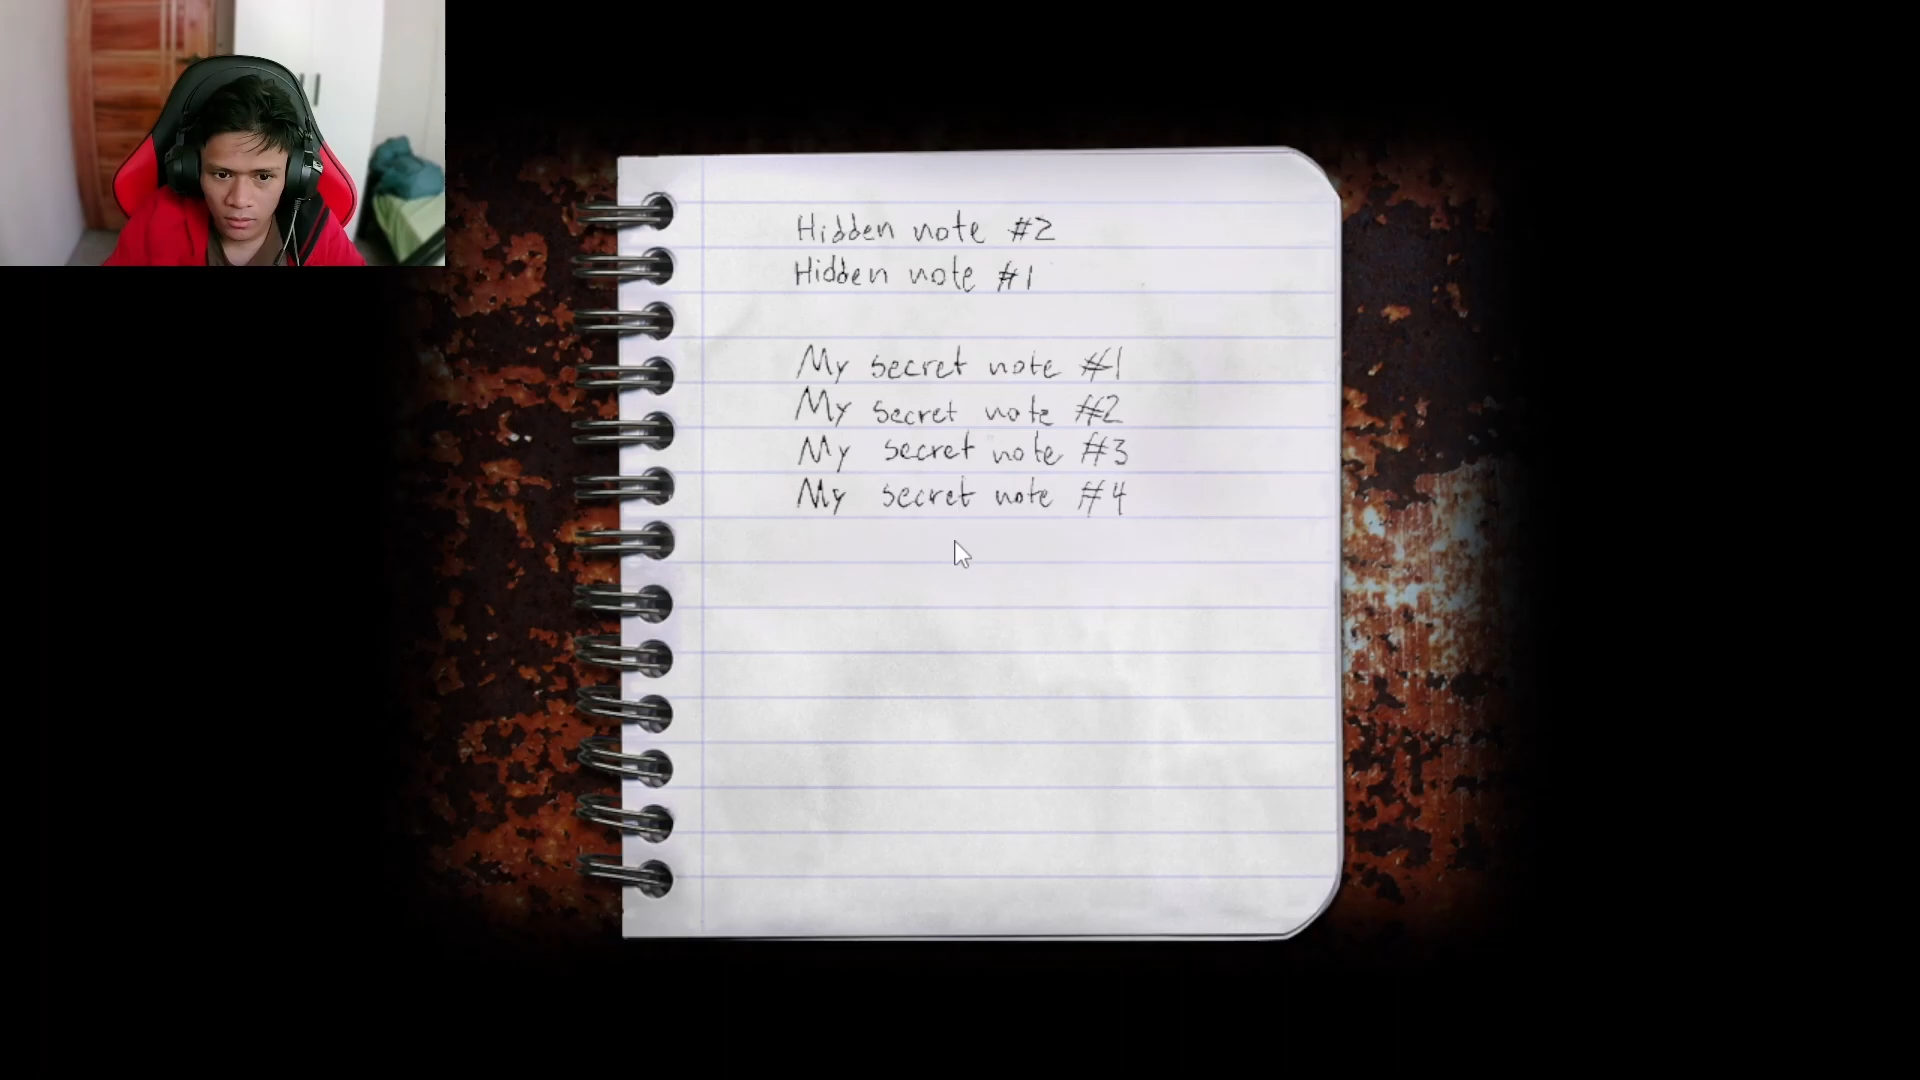 Hidden note #2
Hidden note #1
My secret note #1
My secret note #2
My secret note #3
My secret note #4